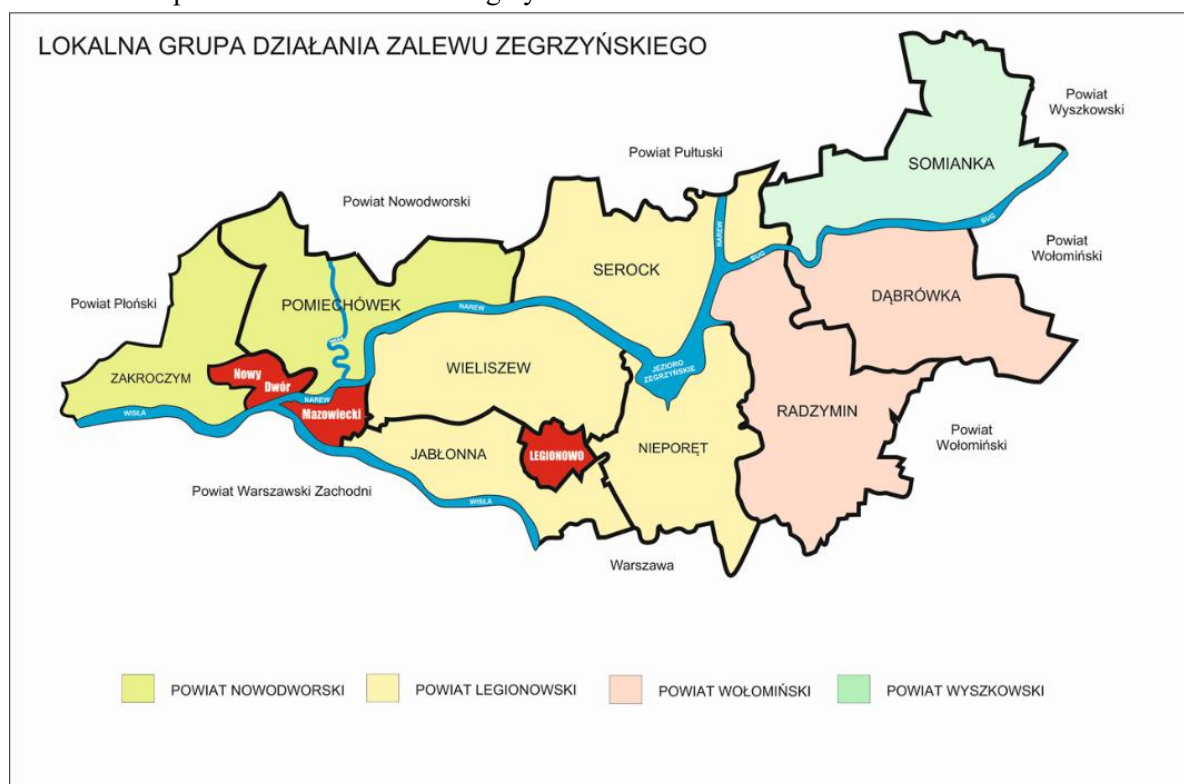 LOKALNA GRUPA DZIAŁANIA ZALEWU ZEGRZYŃSKIEGO
Powiat
Wyszkowski
Powiat Pułtuski
SOMIANKA
Powiat Nowodworski
NAREW
BUG
Powiat
Wołomiński
BUG
SEROCK
DĄBRÓWKA
Powiat Płoński
POMIECHÓWEK
NAREW
WIELISZEW
JEZIORO
ZEGRZYŃSKIE
ZAKROCZYM
Nowy
Dwór
NAREW
Mazowiecki
WISŁA
RADZYMIN
Powiat
Wołomiński
JABŁONNA
LEGIONOWO
NIEPORĘT
Powiat Warszawski Zachodni
WISŁA
Warszawa
POWIAT NOWODWORSKI
POWIAT LEGIONOWSKI
POWIAT WOŁOMIŃSKI
POWIAT WYSZKOWSKI